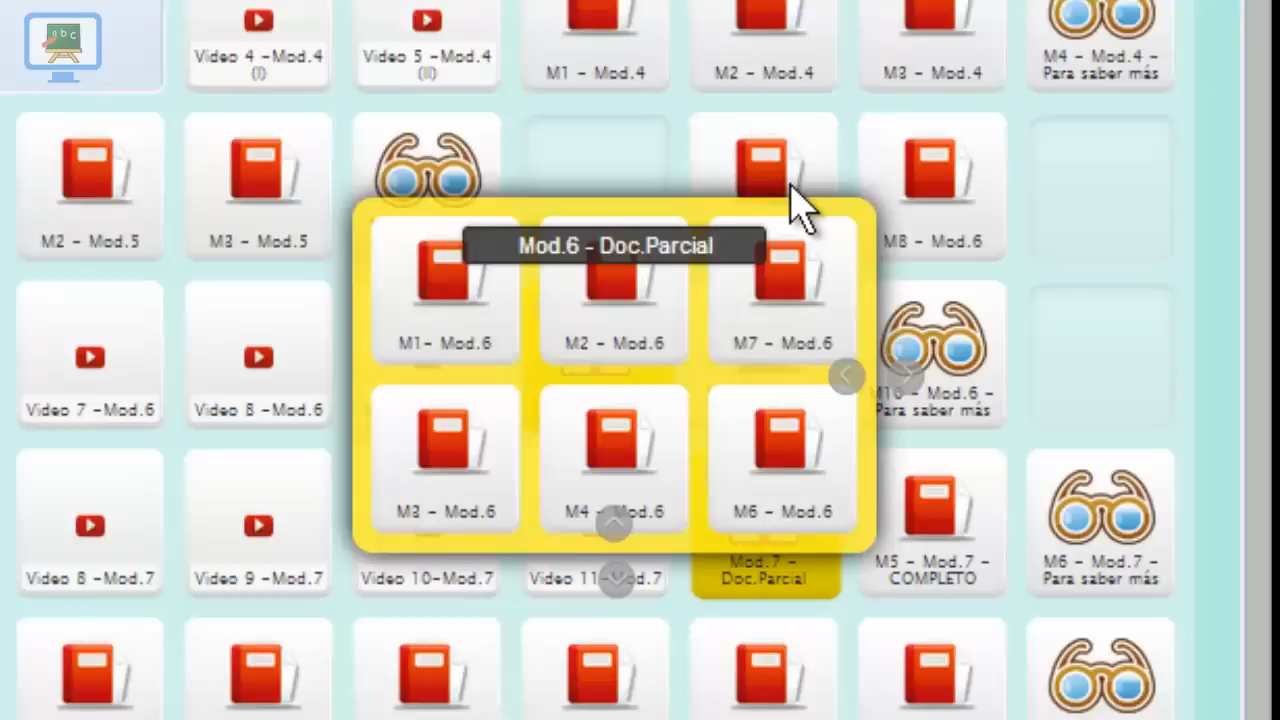 abc
Video 4 -Mod.4
(I)
Video 5 -Mod.4
(II)
M1 - Mod.4
M2 - Mod.4
M3 - Mod.4
M4 - Mod.4 -
Para saber más
M2 - Mod.5
M3 - Mod.5
M8 - Mod.6
Mod.6 - Doc.Parcial
M1- Mod.6
M2 - Mod.6
M7 - Mod.6
Video 7 -Mod.6
Video 8 -Mod.6
M10 - Mod.6 -
Para saber más
M3 - Mod.6
M4 - Mod.6
M6 - Mod.6
Video 8 -Mod.7
Video 9 -Mod.7
Video 10-Mod.7
Video 11-Mod.7
Mod.7 -
Doc.Parcial
M5 - Mod.7 -
COMPLETO
M6 - Mod.7 -
Para saber más